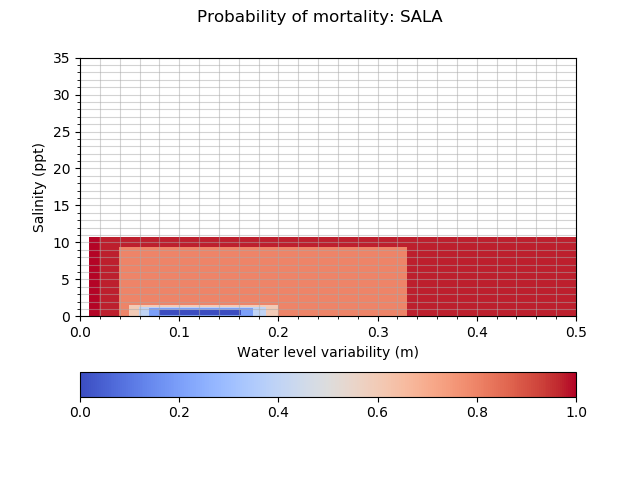 Probability of mortality: SALA
35
30
25
20
15
10
5
0
Salinity (ppt)
0.0 0.1 0.2 0.3 0.4 0.5
Water level variability (m)
0.0 0.2 0.4 0.6 0.8 1.0